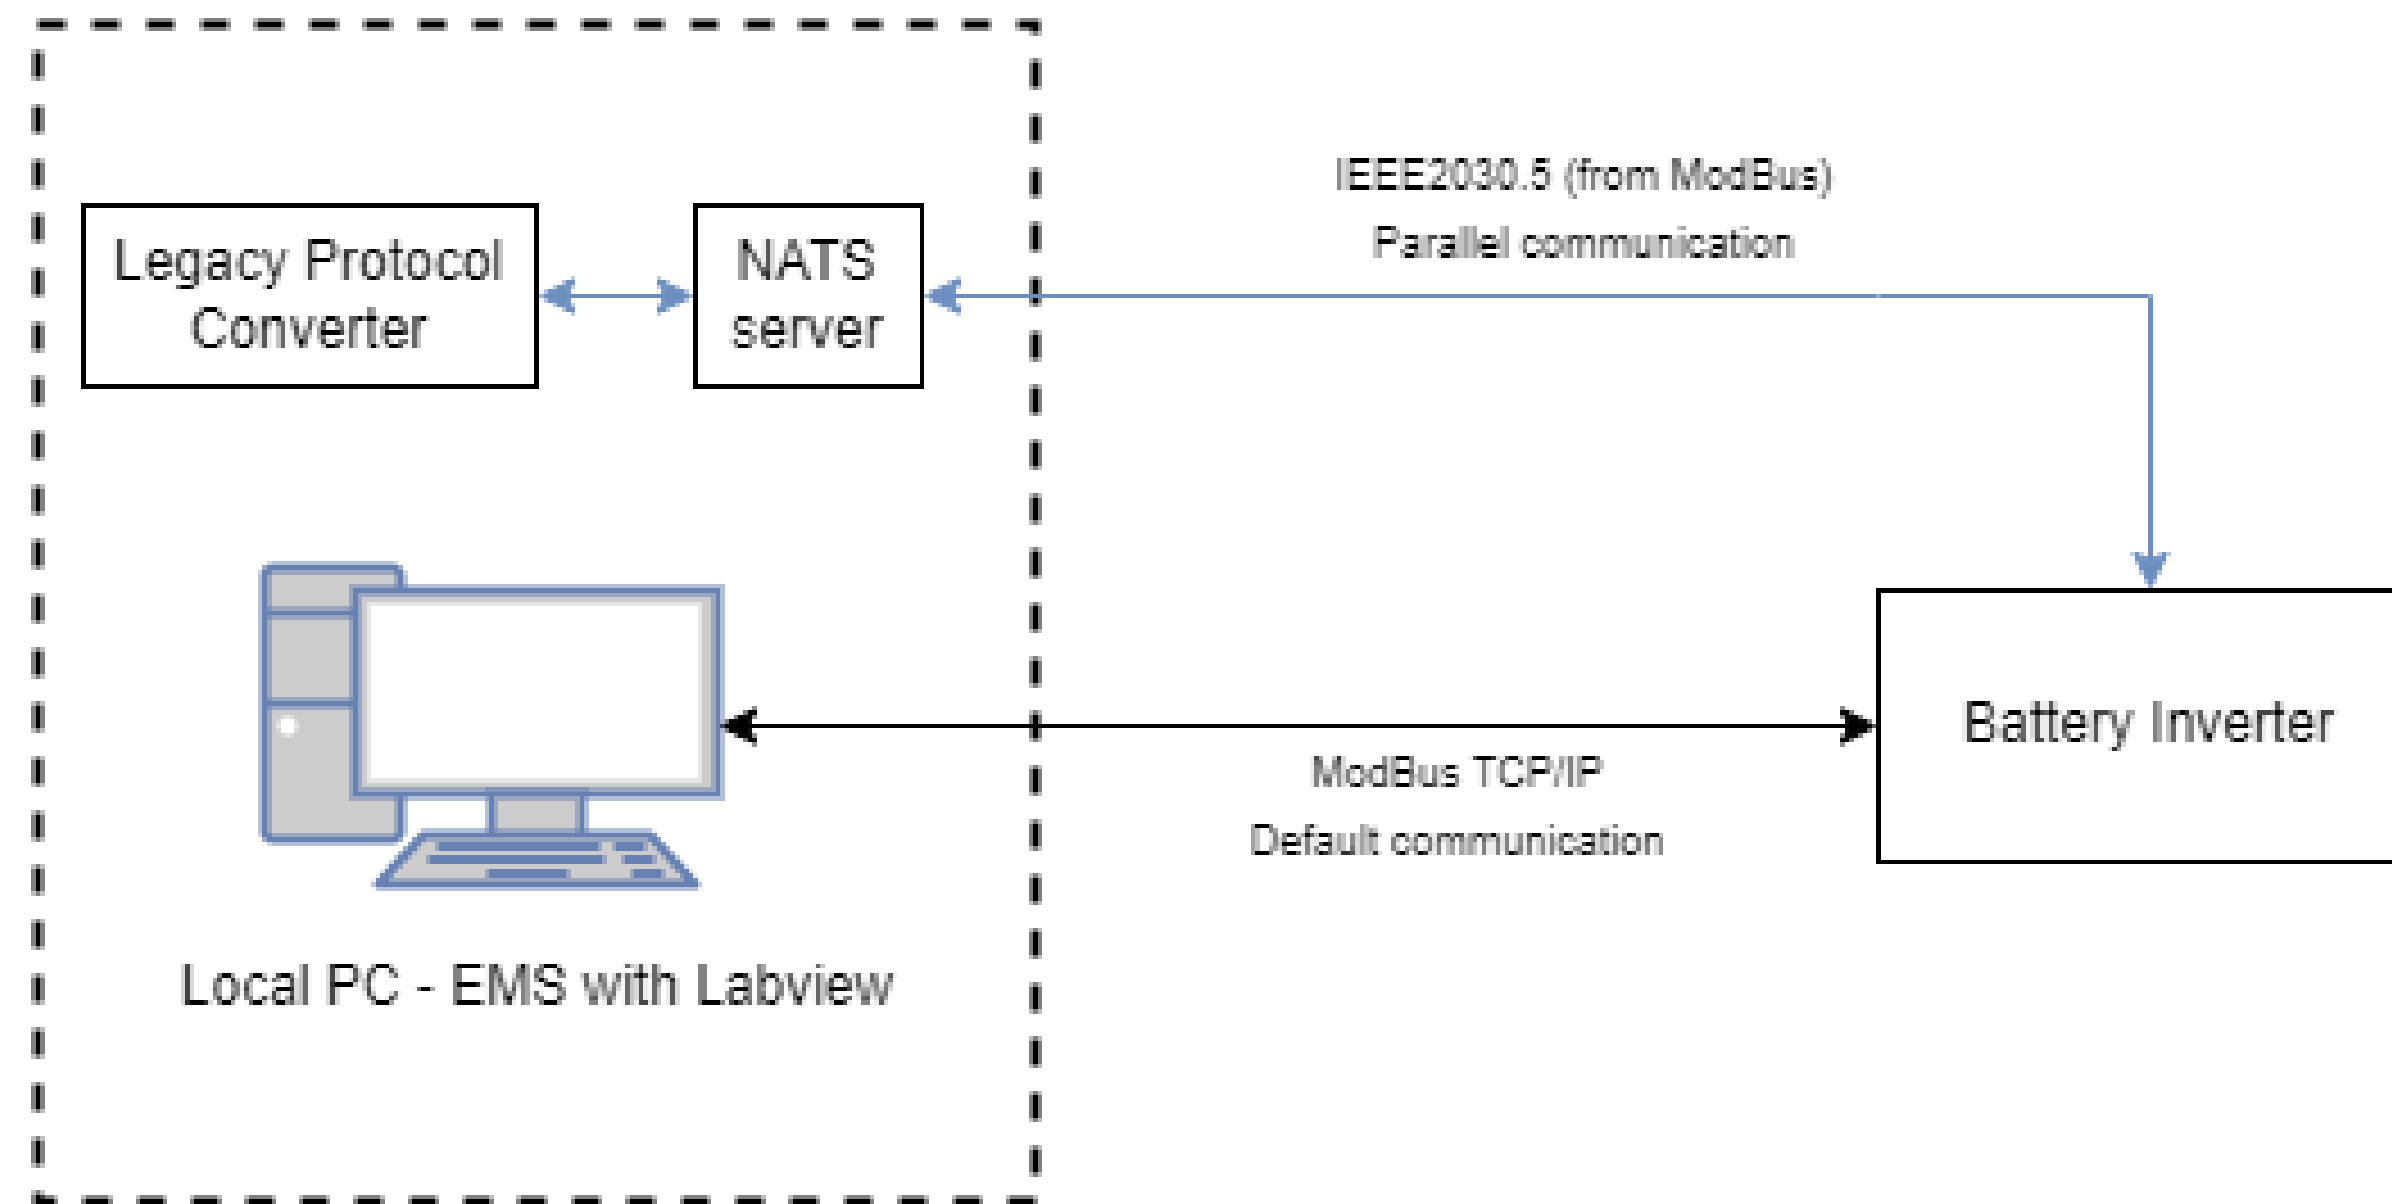 IEEE2030.5 (from ModBus)
Parallel communication
Legacy Protocol
Converter
NATS
server
Battery Inverter
ModBus TCP/IP
Default communication
Local PC - EMS with Labview